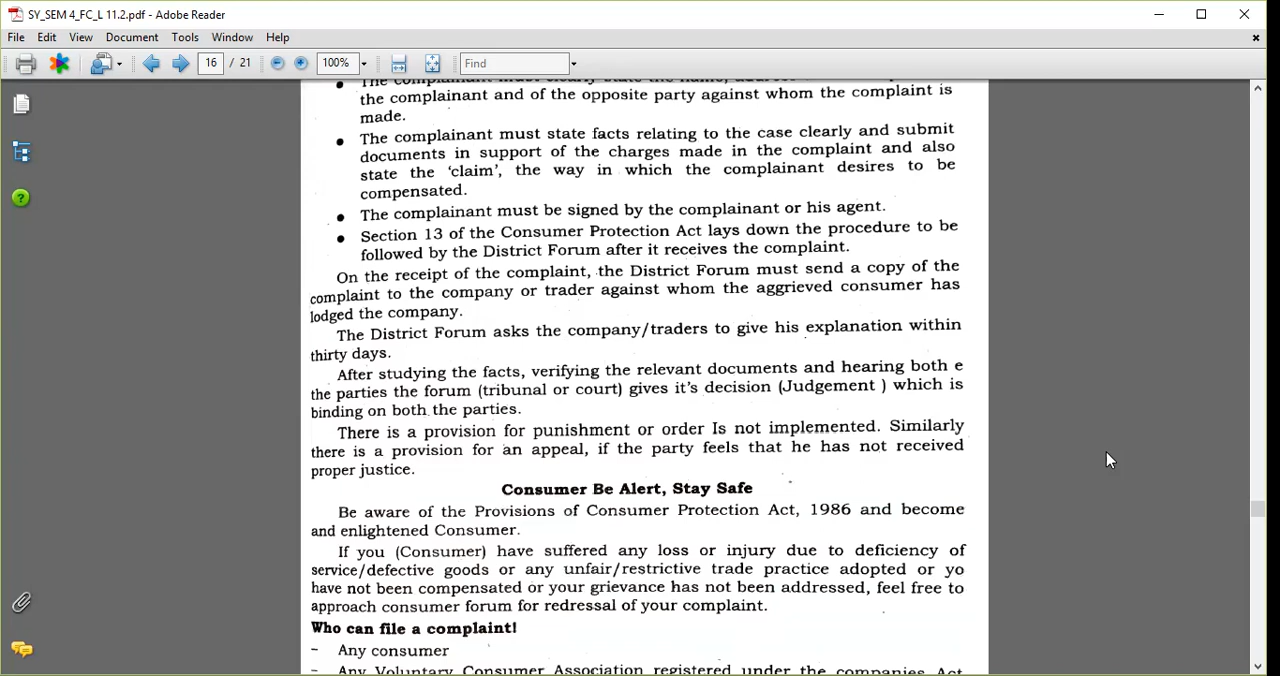 SY_SEM 4_FC_L 11.2.pdf - Adobe Reader
File Edit View Document Tools Window Help
16 / 21 100% Find
The complainant must clearly state the name, address
the complainant and of the opposite party against whom the complaint is
made.
• The complainant must state facts relating to the case clearly and submit
documents in support of the charges made in the complaint and also
state the ‘claim’, the way in which the complainant desires to be
compensated.
• The complainant must be signed by the complainant or his agent.
• Section 13 of the Consumer Protection Act lays down the procedure to be
followed by the District Forum after it receives the complaint.
On the receipt of the complaint, the District Forum must send a copy of the
complaint to the company or trader against whom the aggrieved consumer has
lodged the company.
The District Forum asks the company/traders to give his explanation within
thirty days.
After studying the facts, verifying the relevant documents and hearing both e
the parties the forum (tribunal or court) gives it's decision (Judgement ) which is
binding on both the parties.
There is a provision for punishment or order Is not implemented. Similarly
there is a provision for an appeal, if the party feels that he has not received
proper justice.
Consumer Be Alert, Stay Safe
Be aware of the Provisions of Consumer Protection Act, 1986 and become
and enlightened Consumer.
If you (Consumer) have suffered any loss or injury due to deficiency of
service/defective goods or any unfair/restrictive trade practice adopted or yo
have not been compensated or your grievance has not been addressed, feel free to
approach consumer forum for redressal of your complaint.
Who can file a complaint!
- Any consumer
- Any Voluntary Consumer Association registered under the companies Act